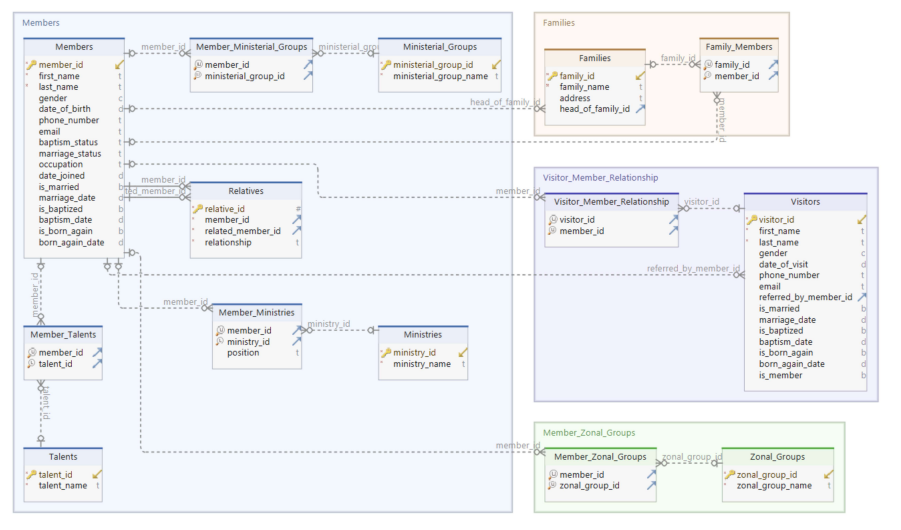 Members
Members
member_id
first_name t
last_name t
gender c
date_of_birth d
phone_number t
email t
baptism_status t
marriage_status t
occupation t
date_joined d
is_married b
marriage_date d
is_baptized b
baptism_date d
is_born_again b
born_again_date d
member_id
Member_Ministerial_Groups
member_id
ministerial_group_id
ministerial_gro
Ministerial_Groups
ministerial_group_id
ministerial_group_name t
head_of_family_id
member_id
ted_member_id
Relatives
relative_id #
member_id
related_member_id
relationship t
member_id
Member_Ministries
member_id
ministry_id
position t
ministry_id
Ministries
ministry_id
ministry_name t
member_id
Member_Talents
member_id
talent_id
talent_id
Talents
talent_id
talent_name t
Families
Families
family_id
family_name t
address t
head_of_family_id
family_id
Family_Members
family_id
member_id
member_id
Visitor_Member_Relationship
member_id
Visitor_Member_Relationship
visitor_id
member_id
visitor_id
Visitors
visitor_id
first_name t
last_name t
gender c
date_of_visit d
phone_number t
email t
referred_by_member_id
is_married b
marriage_date d
is_baptized b
baptism_date d
is_born_again b
born_again_date d
is_member b
referred_by_member_id
Member_Zonal_Groups
member_id
Member_Zonal_Groups
member_id
zonal_group_id
zonal_group_id
Zonal_Groups
zonal_group_id
zonal_group_name t